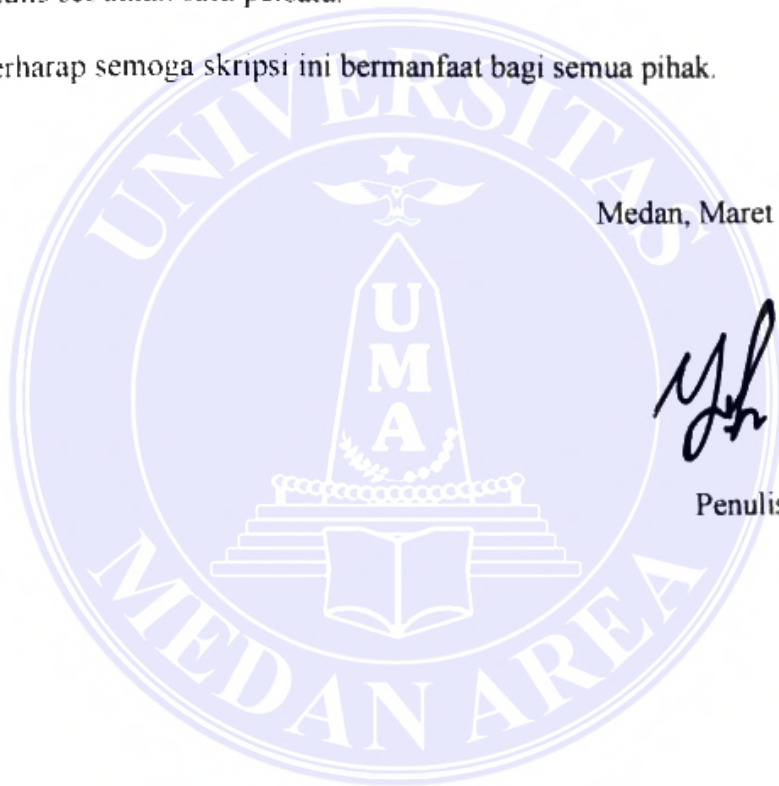 erharap semoga skripsi ini bermanfaat bagi semua pihak.
UNIVERSITAS
Medan, Maret
U
M
A
Penulis
MEDAN AREA